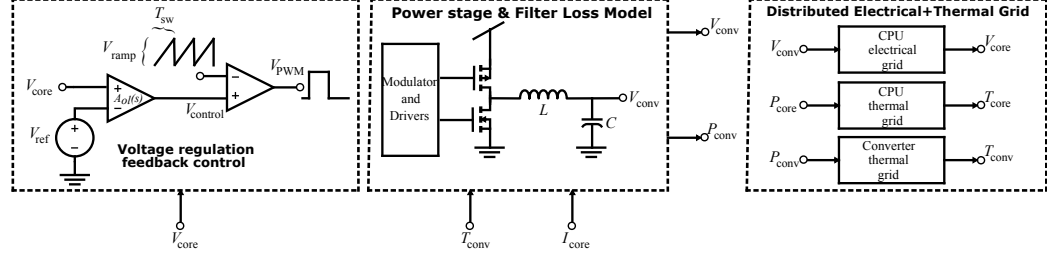 T_sw
V_ramp
V_core
+
−
A_ol(s)
V_control
−
+
V_PWM
V_ref
+
−
Voltage regulation
feedback control
V_core
Power stage & Filter Loss Model
Modulator
and
Drivers
L
C
V_conv
T_conv
I_core
V_conv
P_conv
Distributed Electrical+Thermal Grid
V_conv
CPU
electrical
grid
V_core
P_core
CPU
thermal
grid
T_core
P_conv
Converter
thermal
grid
T_conv